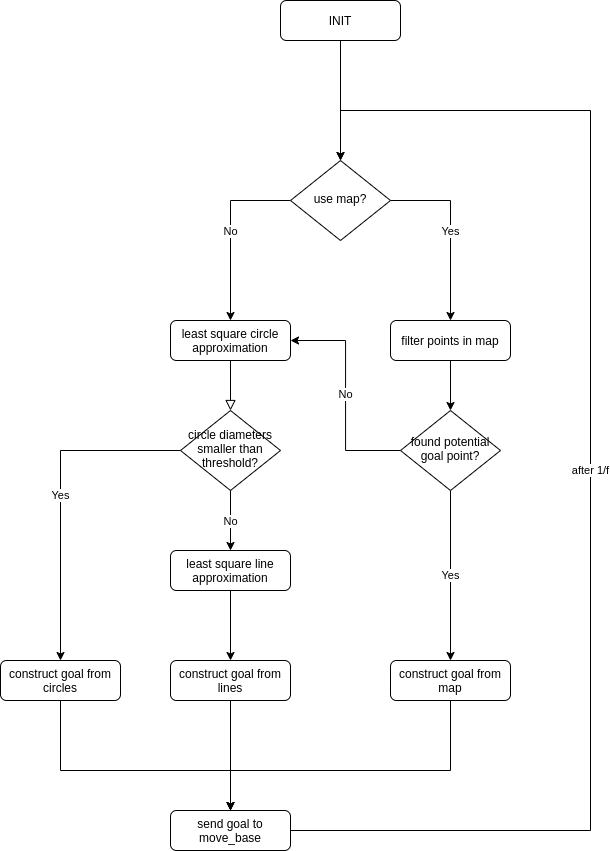 INIT
use map?
No
Yes
least square circle
approximation
filter points in map
No
circle diameters
smaller than
threshold?
found potential
goal point?
after 1/f
Yes
No
least square line
approximation
Yes
construct goal from
circles
construct goal from
lines
construct goal from
map
send goal to
move_base